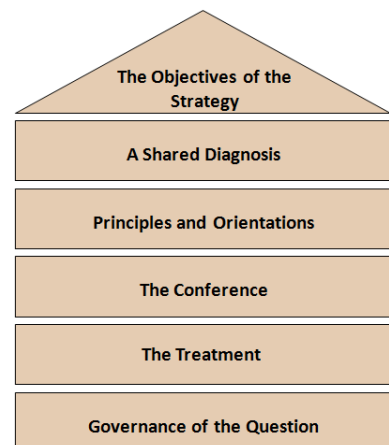 The Objectives of the
Strategy
A Shared Diagnosis
Principles and Orientations
The Conference
The Treatment
Governance of the Question